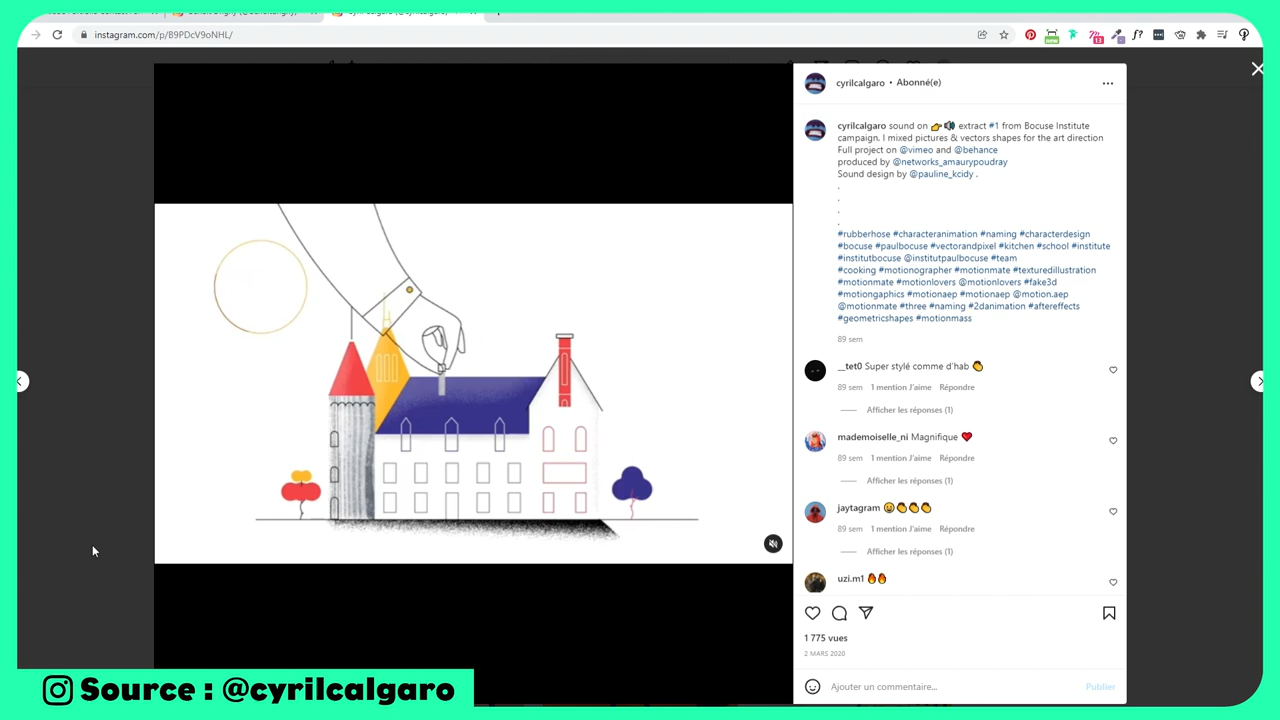 instagram.com/p/B9PDcV9oNHL/
cyrilcalgaro • Abonné(e)
cyrilcalgaro sound on 👉🔊 extract #1 from Bocuse Institute
campaign. I mixed pictures & vectors shapes for the art direction
Full project on @vimeo and @behance
produced by @networks_amaurypoudray
Sound design by @pauline_kcidy .
.
.
.
.
#rubberhose #characteranimation #naming #characterdesign
#bocuse #paulbocuse #vectorandpixel #kitchen #school #institute
#institutbocuse @institutpaulbocuse #team
#cooking #motionographer #motionmate #texturedillustration
#motionmate #motionlovers @motionlovers #fake3d
#motiongaphics #motionaep #motionaepj @motion.aep
@motionmate #three #naming #2danimation #aftereffects
#geometricshapes #motionmass
89 sem
__tet0 Super stylé comme d'hab 👏
89 sem 1 mention J'aime Répondre
Afficher les réponses (1)
mademoiselle_ni Magnifique ❤️
89 sem 1 mention J'aime Répondre
Afficher les réponses (1)
jaytagram 😀👏👏👏
89 sem 1 mention J'aime Répondre
Afficher les réponses (1)
uzi.m1 🔥🔥
1 775 vues
2 MARS 2020
Ajouter un commentaire...
Publier
Source : @cyrilcalgaro